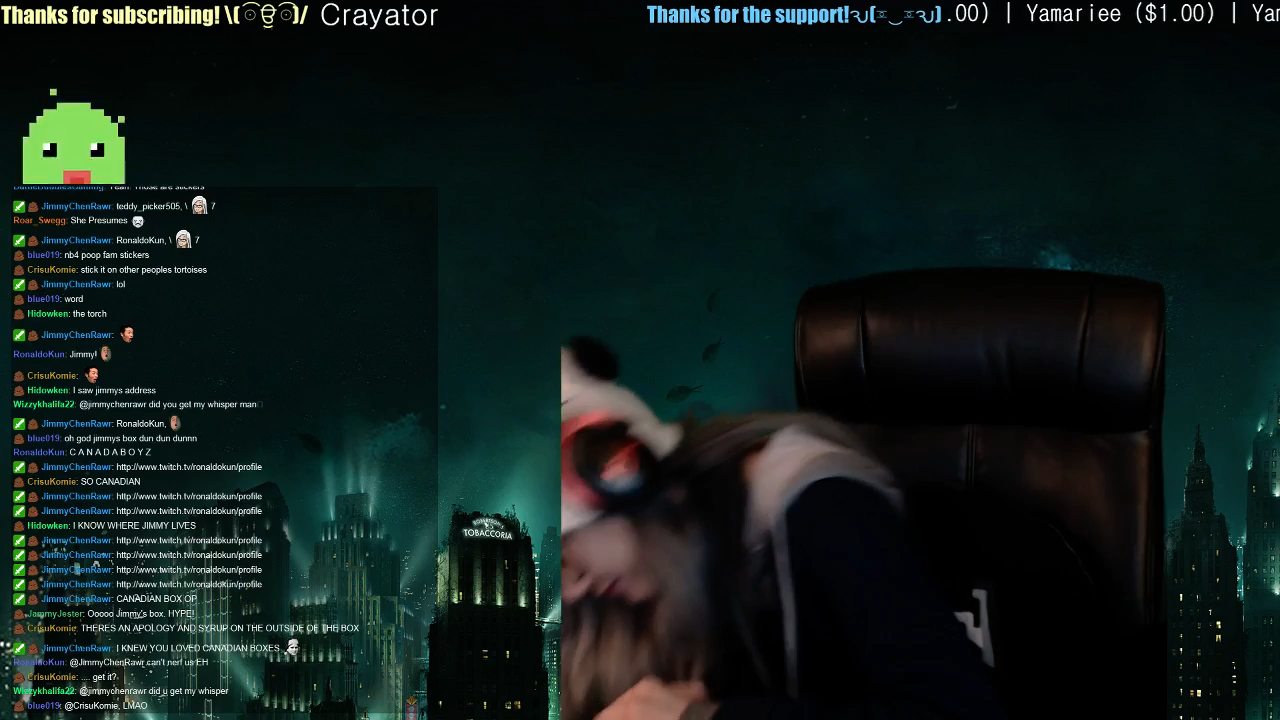 Thanks for subscribing! \( ͡ಠ ਊ ͡ಠ )/ Crayator
Thanks for the support! .00) | Yamariee ($1.00) | Yar
DanielBuddlesGaming: Yeah. Those are stickers
JimmyChenRawr: teddy_picker505, \ 7
Roar_Swegg: She Presumes
JimmyChenRawr: RonaldoKun, \ 7
blue019: nb4 poop fam stickers
CrisuKomie: stick it on other peoples tortoises
JimmyChenRawr: lol
blue019: word
Hidowken: the torch
JimmyChenRawr:
RonaldoKun: Jimmy!
CrisuKomie:
Hidowken: I saw jimmys address
Wizzykhalifa22: @jimmychenrawr did you get my whisper man
JimmyChenRawr: RonaldoKun,
blue019: oh god jimmys box dun dun dunnn
RonaldoKun: C A N A D A B O Y Z
JimmyChenRawr: http://www.twitch.tv/ronaldokun/profile
CrisuKomie: SO CANADIAN
JimmyChenRawr: http://www.twitch.tv/ronaldokun/profile
JimmyChenRawr: http://www.twitch.tv/ronaldokun/profile
Hidowken: I KNOW WHERE JIMMY LIVES
JimmyChenRawr: http://www.twitch.tv/ronaldokun/profile
JimmyChenRawr: http://www.twitch.tv/ronaldokun/profile
JimmyChenRawr: http://www.twitch.tv/ronaldokun/profile
JimmyChenRawr: http://www.twitch.tv/ronaldokun/profile
JimmyChenRawr: CANADIAN BOX OP
JammyJester: Ooooo Jimmy's box. HYPE!
CrisuKomie: THERES AN APOLOGY AND SYRUP ON THE OUTSIDE OF THE BOX
JimmyChenRawr: I KNEW YOU LOVED CANADIAN BOXES
RonaldoKun: @JimmyChenRawr can't nerf us EH
CrisuKomie: .... get it?
Wizzykhalifa22: @jimmychenrawr did u get my whisper
blue019: @CrisuKomie, LMAO
ROBERTSON'S
TOBACCORIA